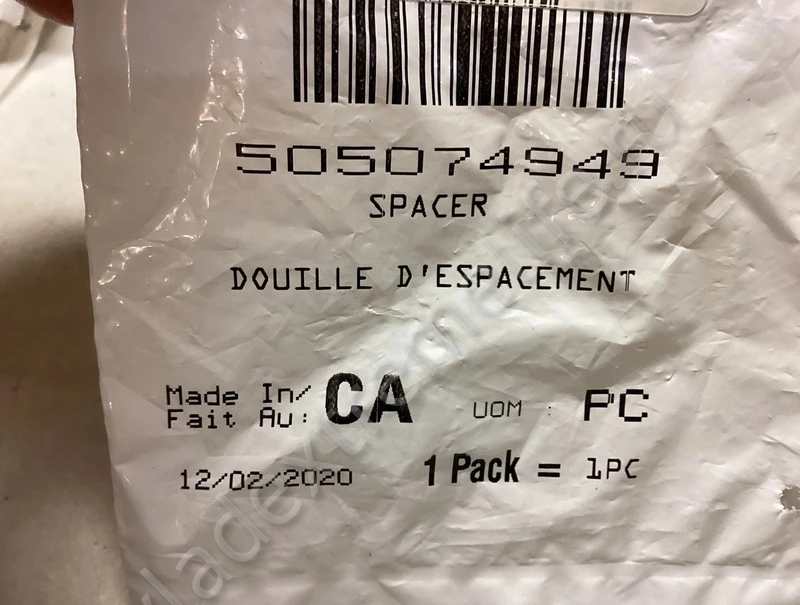 505074949
SPACER
DOUILLE D'ESPACEMENT
Made In/
Fait Au: CA UOM : PC
12/02/2020 1 Pack = 1PC